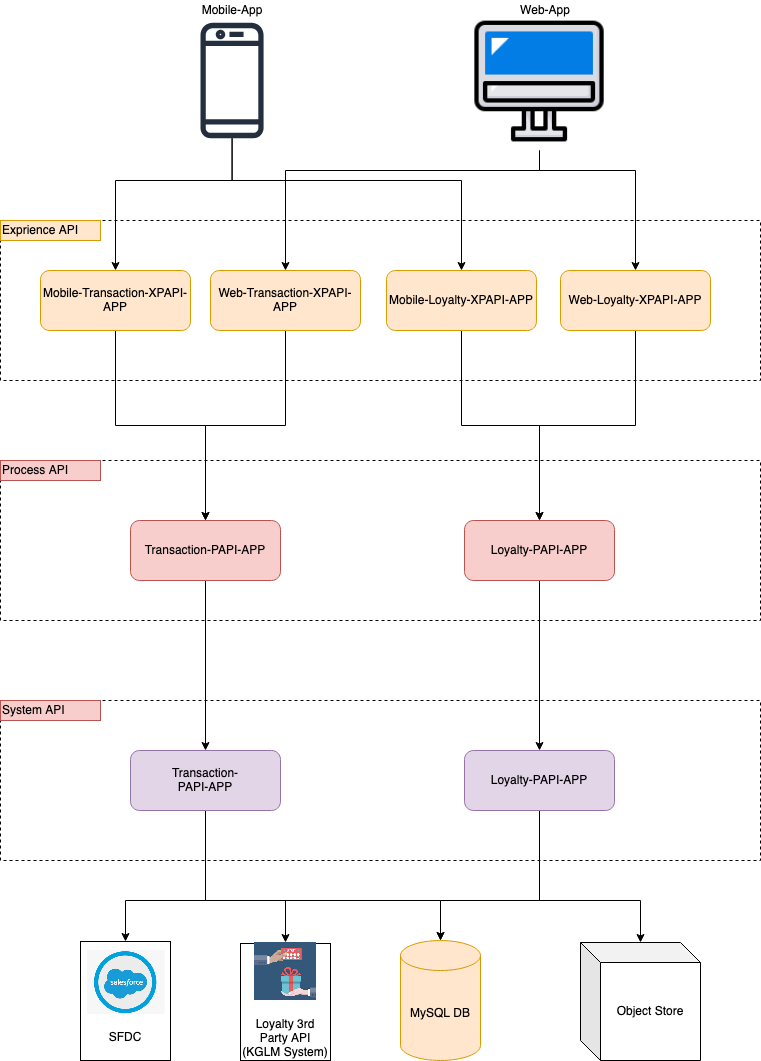 Mobile-App
Web-App
Exprience API
Mobile-Transaction-XPAPI-
APP
Web-Transaction-XPAPI-
APP
Mobile-Loyalty-XPAPI-APP
Web-Loyalty-XPAPI-APP
Process API
Transaction-PAPI-APP
Loyalty-PAPI-APP
System API
Transaction-
PAPI-APP
Loyalty-PAPI-APP
salesforce
SFDC
Loyalty 3rd
Party API
(KGLM System)
MySQL DB
Object Store